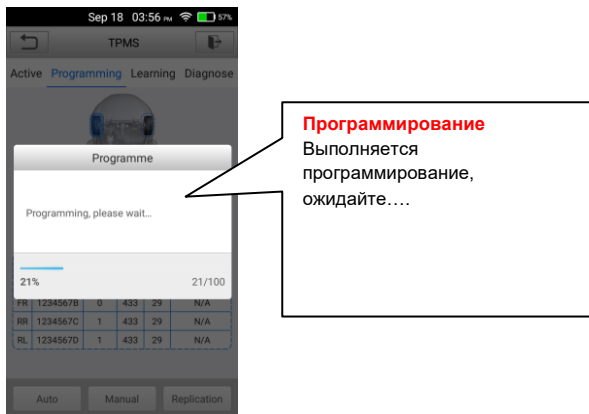 Sep 18 03:56 PM 57%
TPMS
Active Programming Learning Diagnose
Programme
Programming, please wait...
21% 21/100
FR 1234567B 0 433 29 N/A
RR 1234567C 1 433 29 N/A
RL 1234567D 1 433 29 N/A
Auto Manual Replication
Программирование
Выполняется
программирование,
ожидайте….